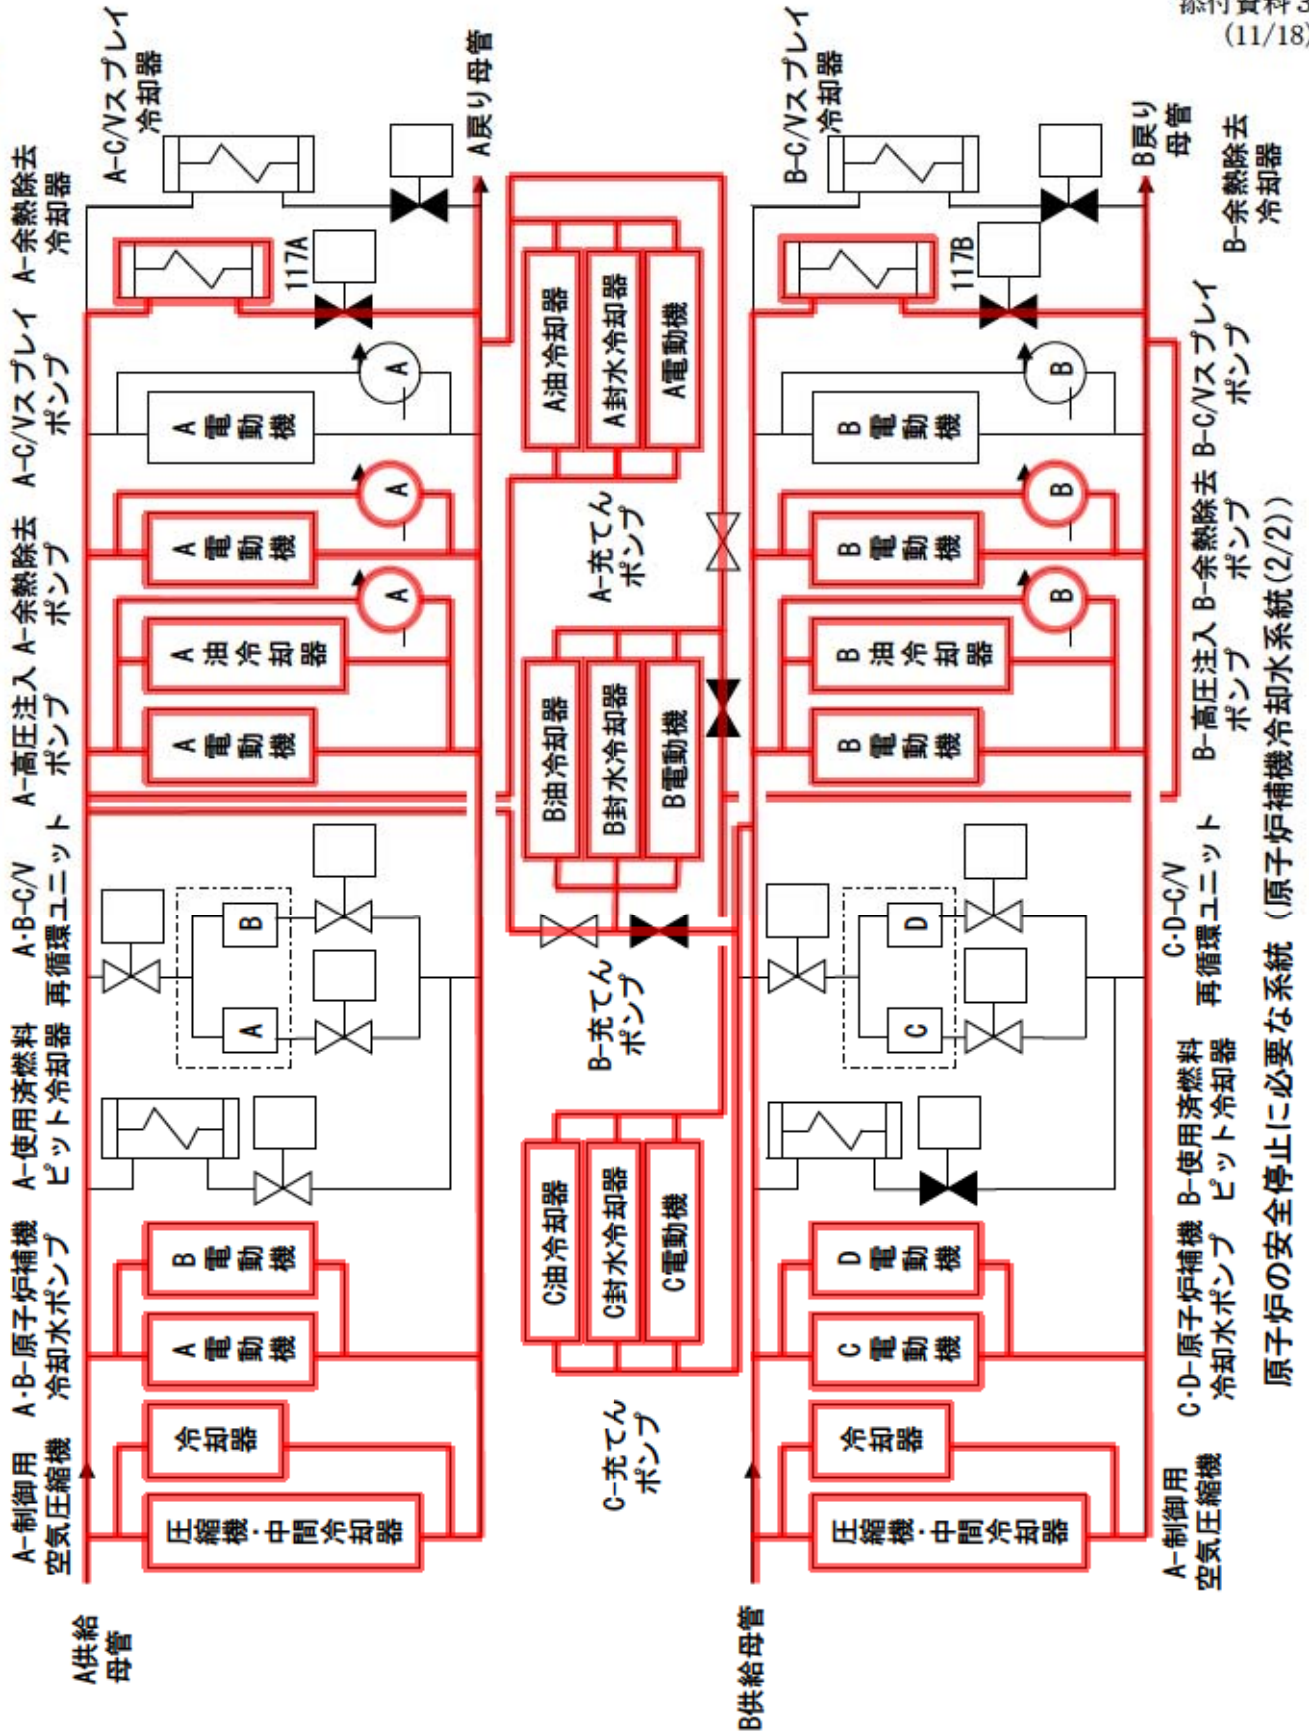 添付資料3
(11/18)
A供給
母管
A-制御用
空気圧縮機
A・B-原子炉補機
冷却水ポンプ
A-使用済燃料
ピット冷却器
A・B-C/V
再循環ユニット
A-高圧注入
ポンプ
A-余熱除去
ポンプ
A-C/Vスプレイ
ポンプ
A-余熱除去
冷却器
A-C/Vスプレイ
冷却器
圧縮機・中間冷却器
冷却器
A電動機
B電動機
A
B
A電動機
A油冷却器
A
A電動機
A
A電動機
A
117A
A戻り母管
C-充てん
ポンプ
C油冷却器
C封水冷却器
C電動機
B-充てん
ポンプ
B油冷却器
B封水冷却器
B電動機
A-充てん
ポンプ
A油冷却器
A封水冷却器
A電動機
B供給母管
圧縮機・中間冷却器
冷却器
C電動機
D電動機
C
D
B電動機
B油冷却器
B
B電動機
B
B電動機
B
117B
B-C/Vスプレイ
冷却器
B戻り
母管
A-制御用
空気圧縮機
C・D-原子炉補機
冷却水ポンプ
B-使用済燃料
ピット冷却器
C・D-C/V
再循環ユニット
B-高圧注入
ポンプ
B-余熱除去
ポンプ
B-C/Vスプレイ
ポンプ
B-余熱除去
冷却器
原子炉の安全停止に必要な系統(原子炉補機冷却水系統(2/2))